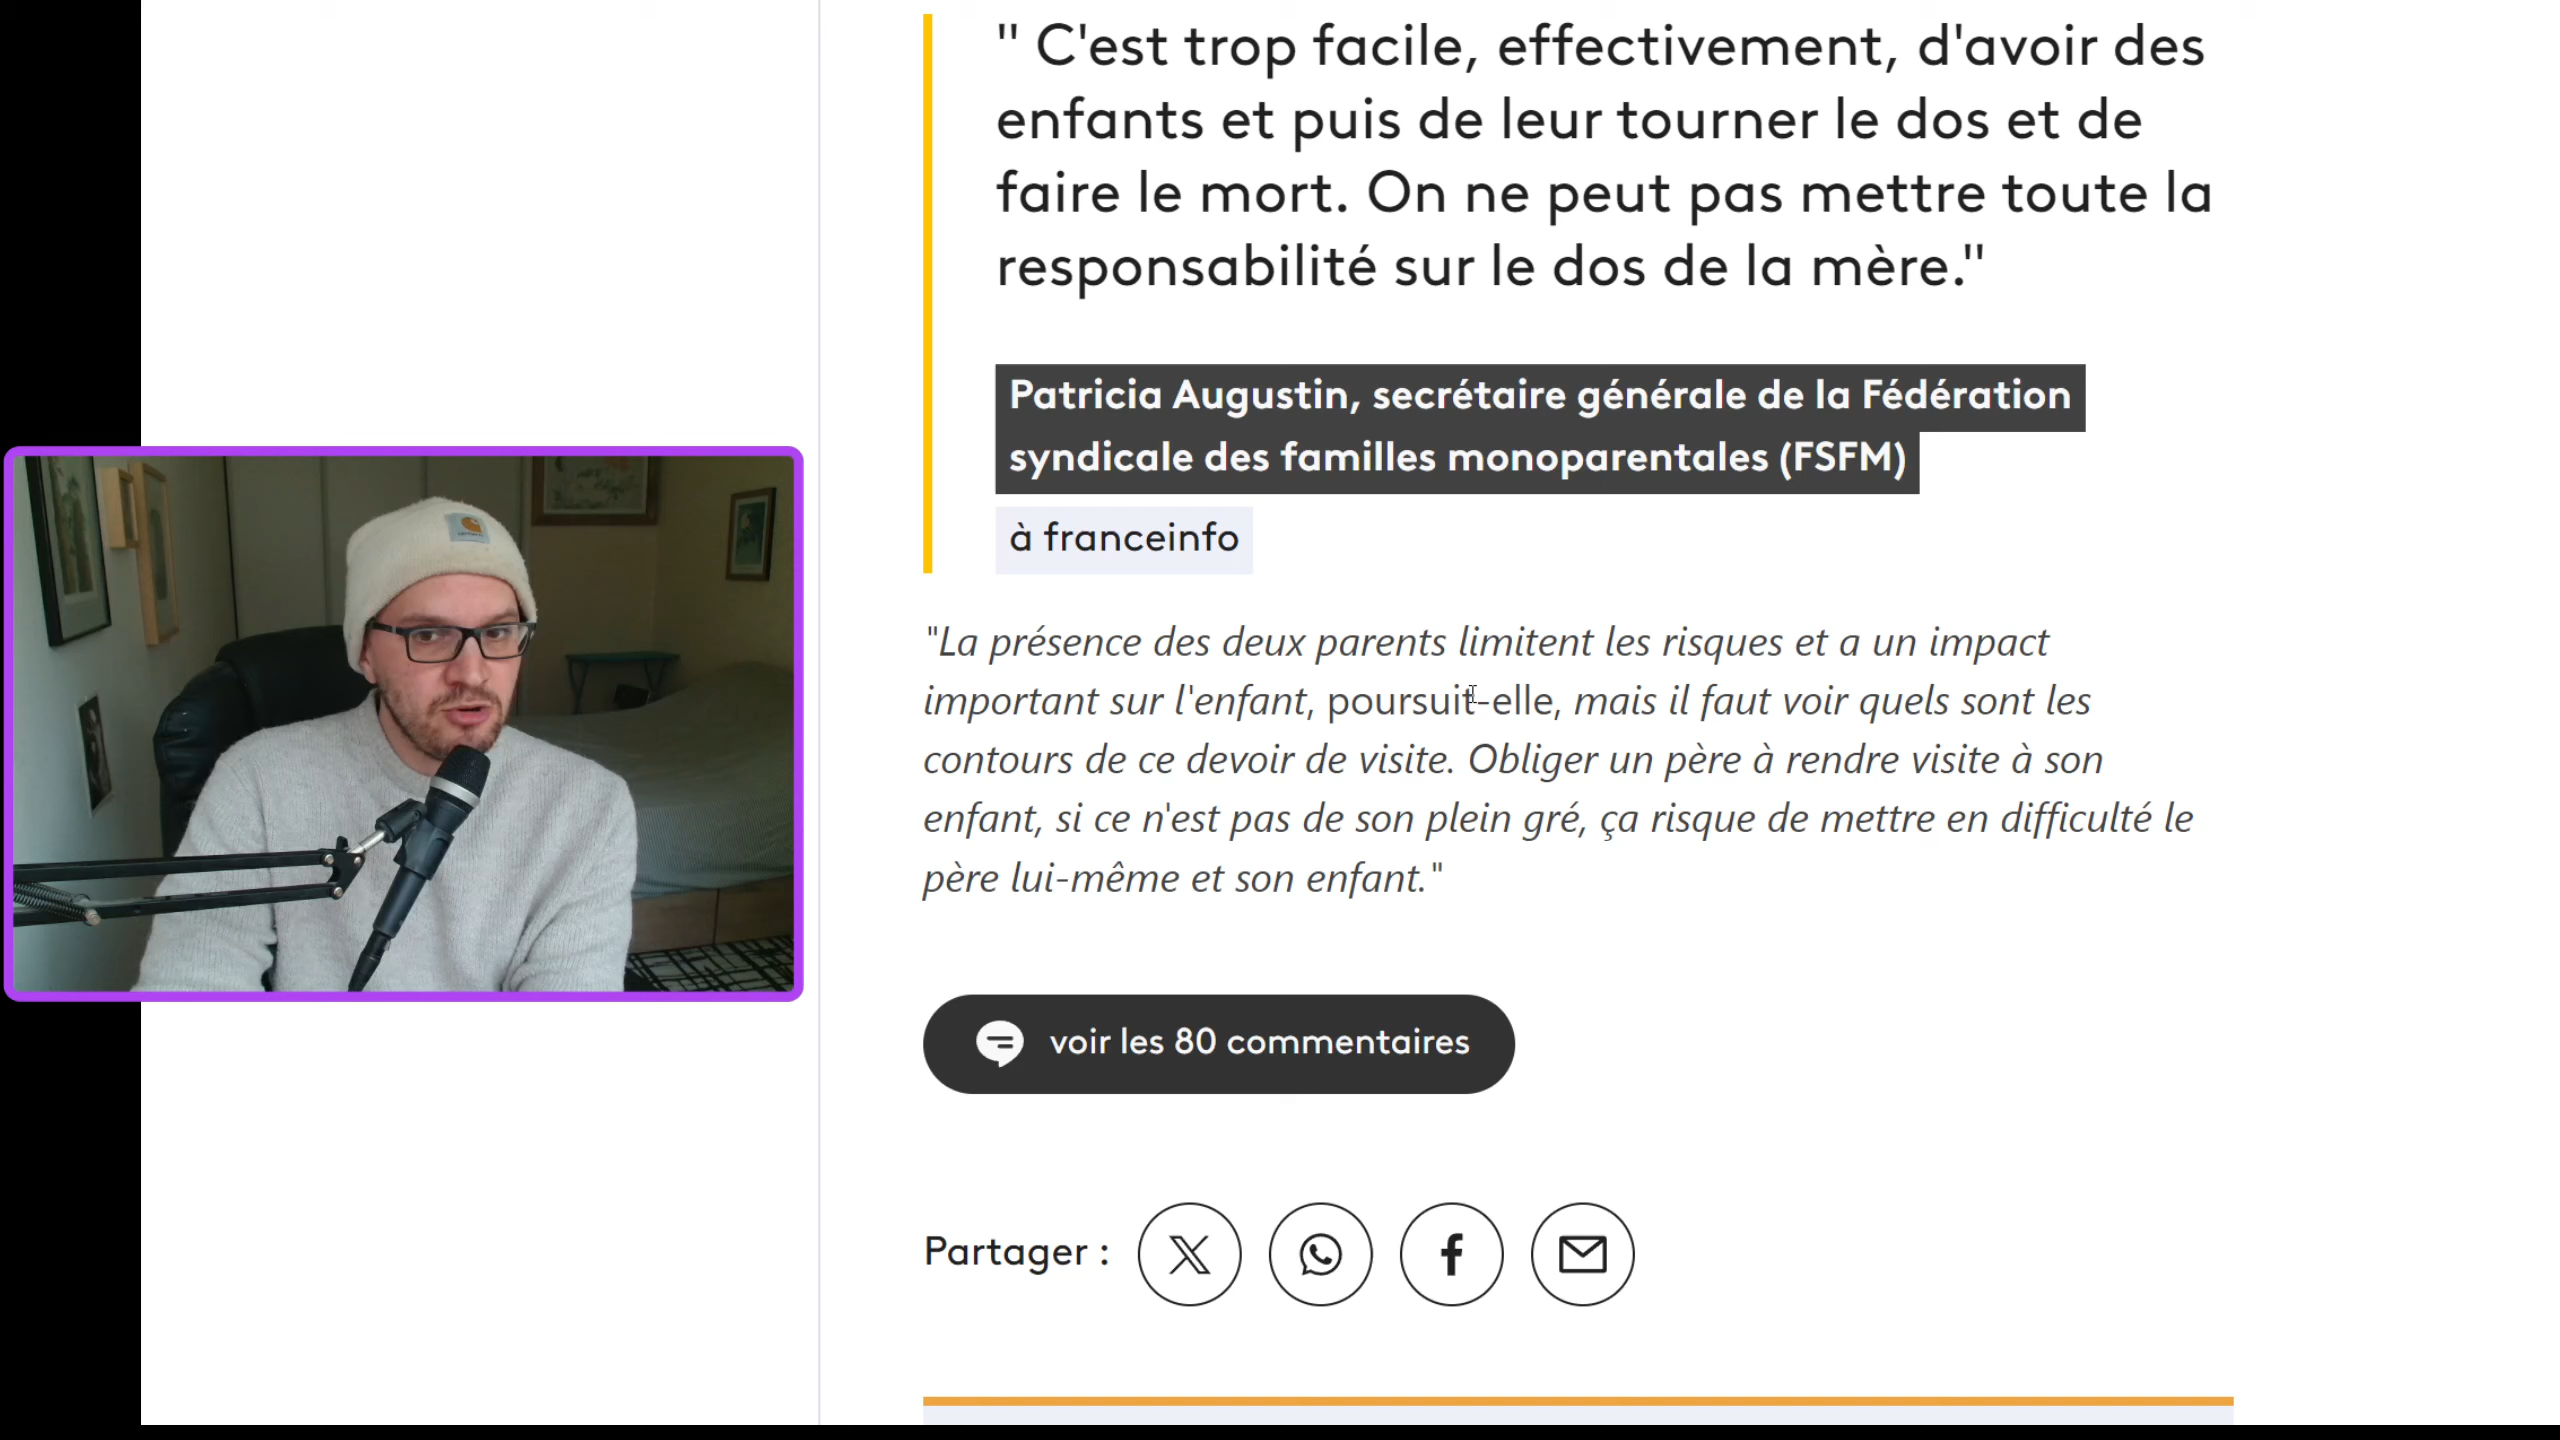 " C'est trop facile, effectivement, d'avoir des
enfants et puis de leur tourner le dos et de
faire le mort. On ne peut pas mettre toute la
responsabilité sur le dos de la mère."
Patricia Augustin, secrétaire générale de la Fédération
syndicale des familles monoparentales (FSFM)
à franceinfo
"La présence des deux parents limitent les risques et a un impact
important sur l'enfant, poursuit-elle, mais il faut voir quels sont les
contours de ce devoir de visite. Obliger un père à rendre visite à son
enfant, si ce n'est pas de son plein gré, ça risque de mettre en difficulté le
père lui-même et son enfant."
voir les 80 commentaires
Partager :